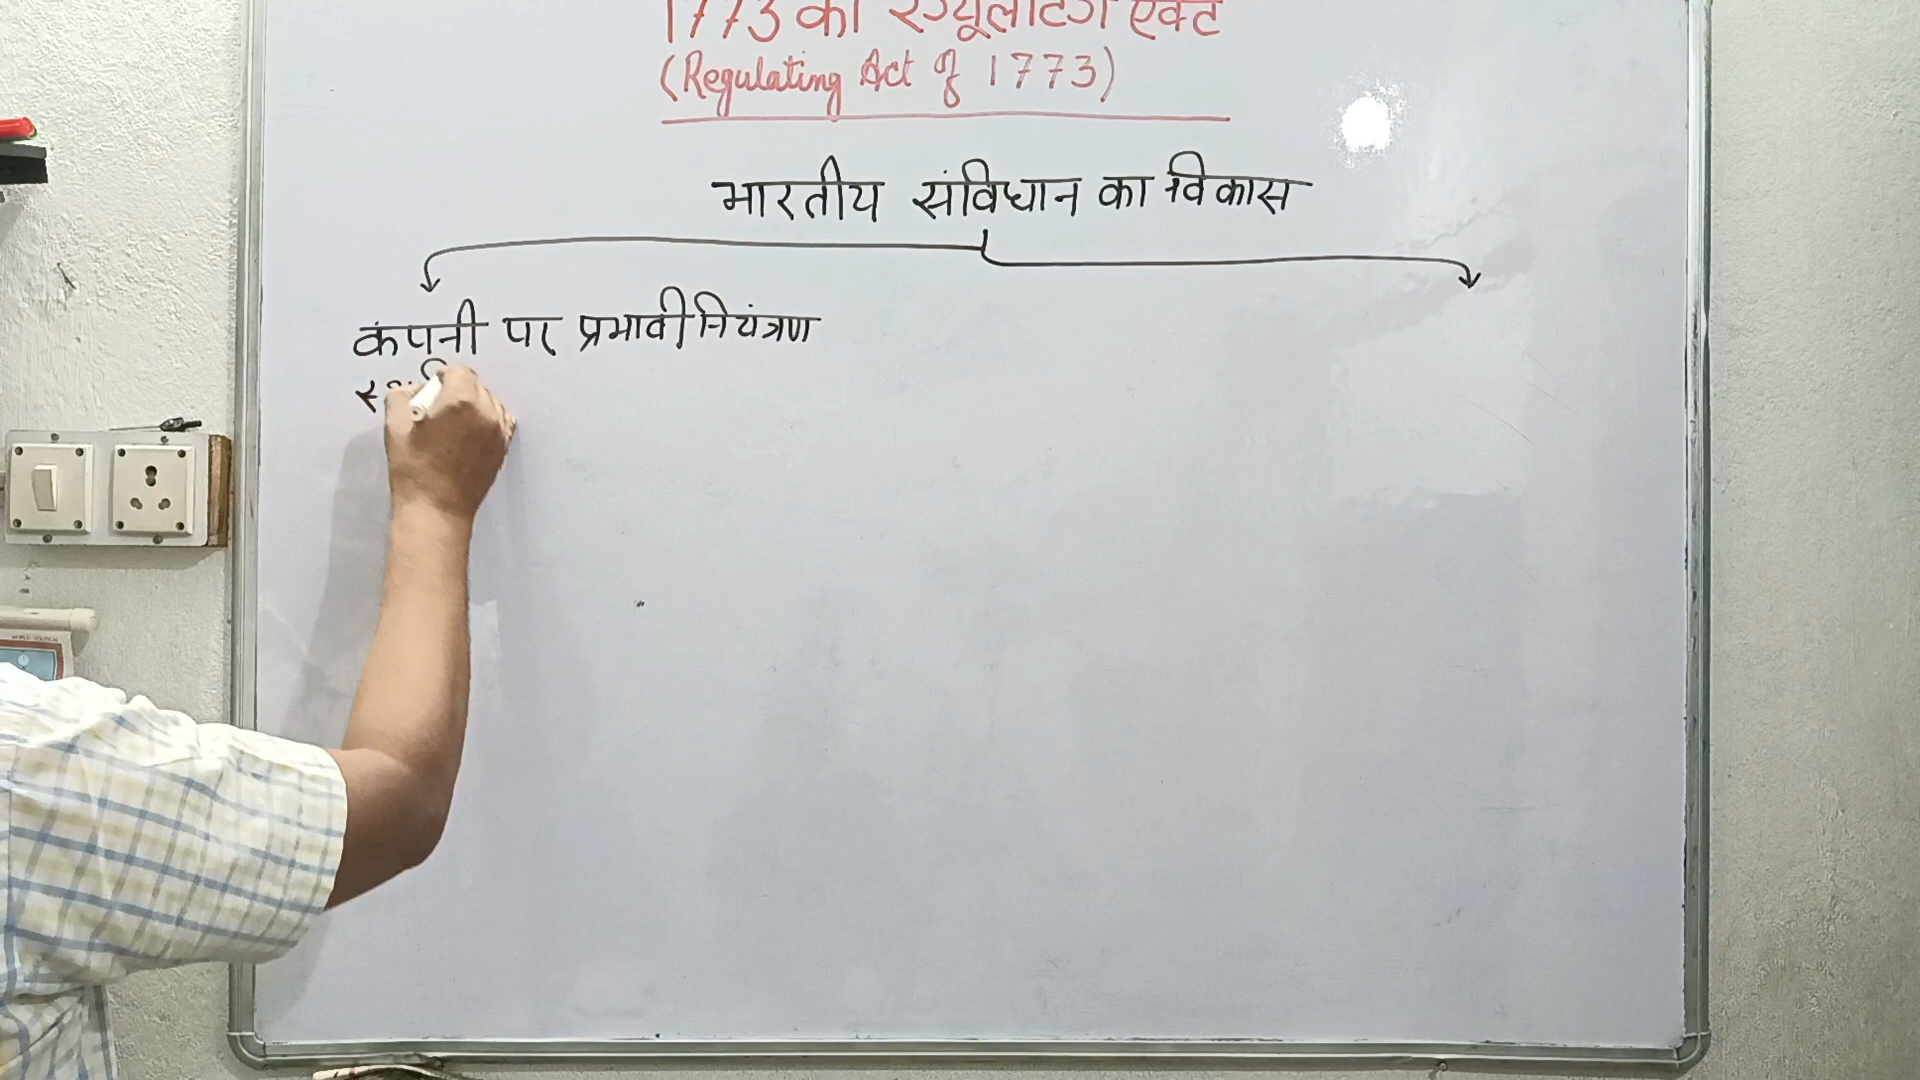 1773 का रेग्यूलेटिंग एक्ट
(Regulating Act of 1773)
भारतीय संविधान का विकास
कंपनी पर प्रभावी नियंत्रण